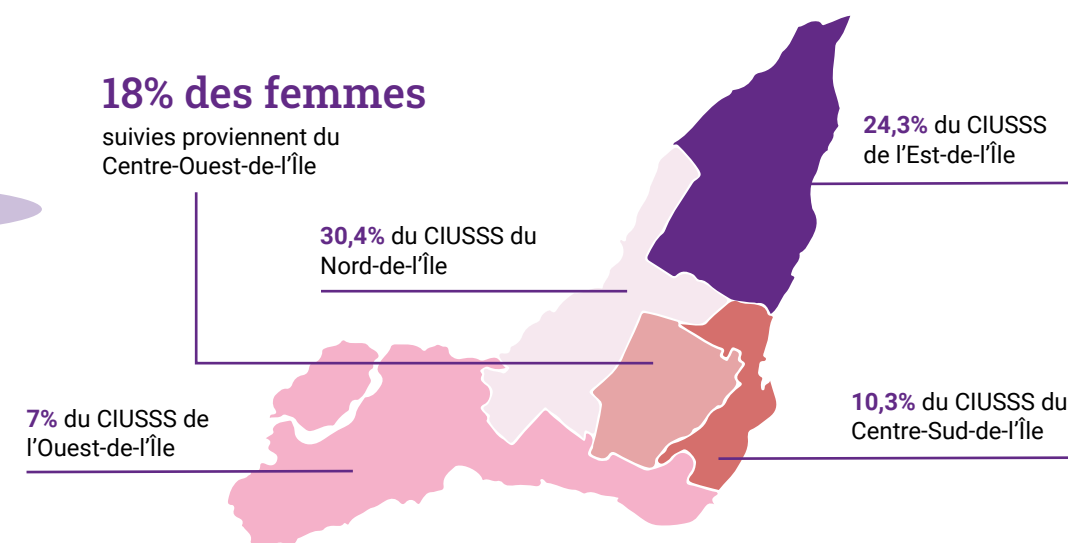 18% des femmes
suivies proviennent du
Centre-Ouest-de-l'Île
24,3% du CIUSSS
de l'Est-de-l'Île
30,4% du CIUSSS du
Nord-de-l'Île
7% du CIUSSS de
l'Ouest-de-l'Île
10,3% du CIUSSS du
Centre-Sud-de-l'Île